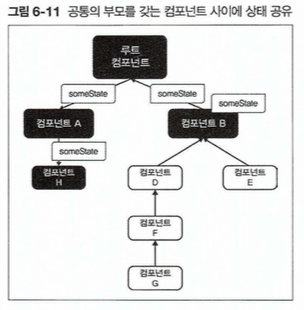 그림 6-11 공통의 부모를 갖는 컴포넌트 사이에 상태 공유
루트
컴포넌트
someState
someState
someState
컴포넌트 A
컴포넌트 B
someState
컴포넌트
H
컴포넌트
D
컴포넌트
E
컴포넌트
F
컴포넌트
G